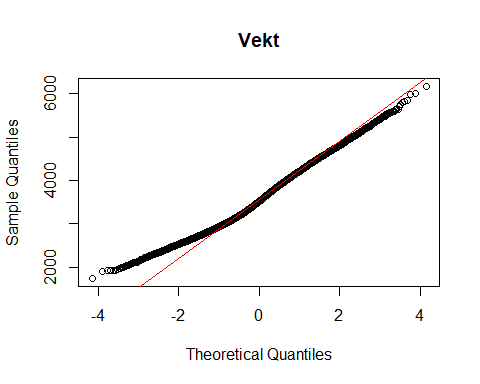 Vekt
Sample Quantiles
6000
4000
2000
-4 -2 0 2 4
Theoretical Quantiles